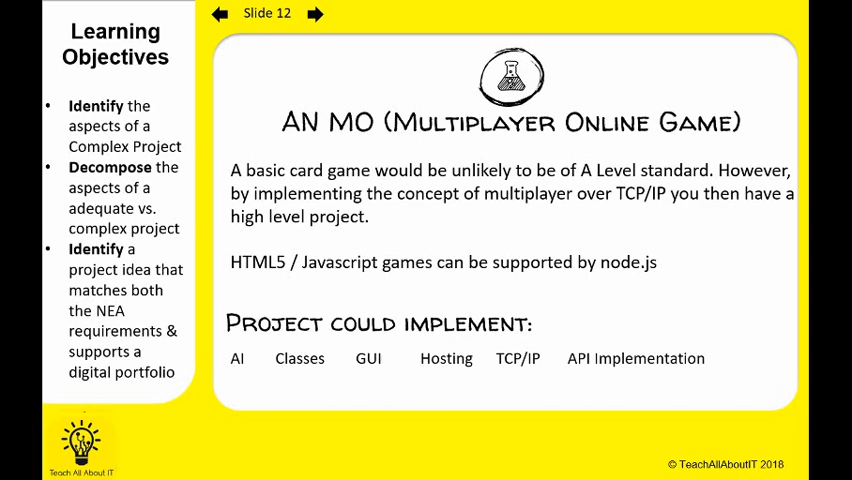 Learning
Objectives
• Identify the
aspects of a
Complex Project
• Decompose the
aspects of a
adequate vs.
complex project
• Identify a
project idea that
matches both
the NEA
requirements &
supports a
digital portfolio
Teach All About IT
Slide 12
AN MO (Multiplayer Online Game)
A basic card game would be unlikely to be of A Level standard. However,
by implementing the concept of multiplayer over TCP/IP you then have a
high level project.
HTML5 / Javascript games can be supported by node.js
Project could implement:
AI Classes GUI Hosting TCP/IP API Implementation
© TeachAllAboutIT 2018